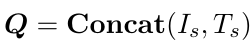 Q = Concat(I_s, T_s)